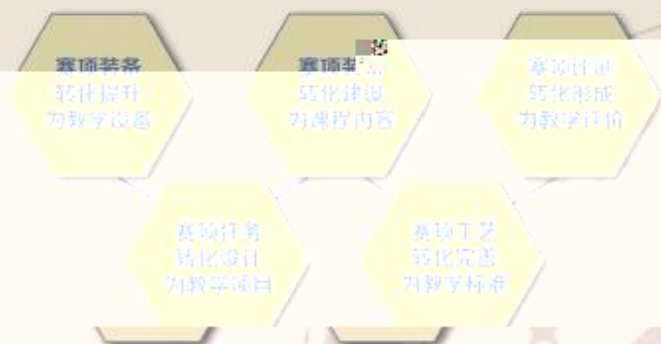 赛项装备
转化提升
为教学设备
赛项
转化建设
为课程内容
赛项评测
转化形成
为教学评价
赛项任务
转化设计
为教学项目
赛项工艺
转化完善
为教学标准